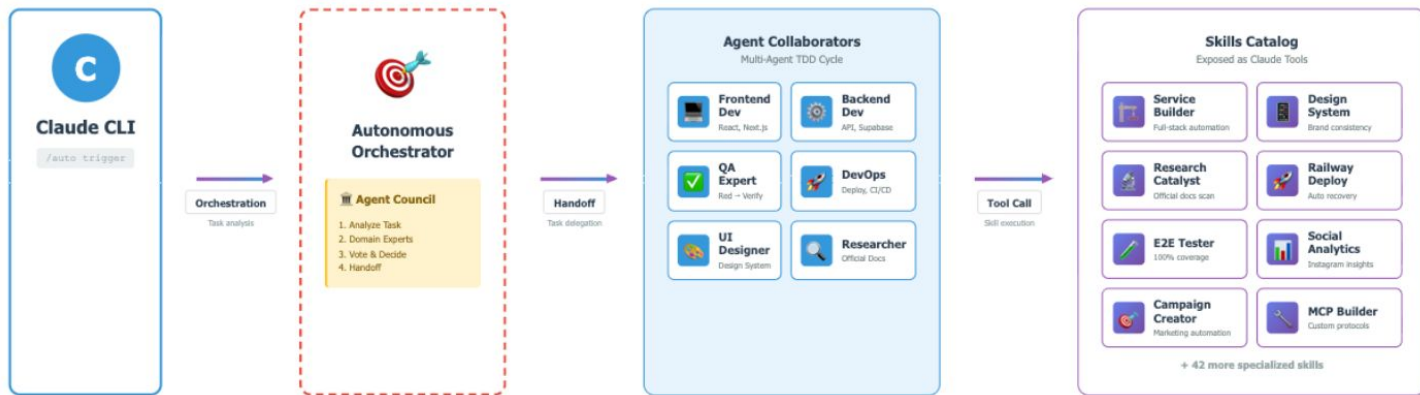 C
Claude CLI
/auto trigger
Orchestration
Task analysis
Autonomous
Orchestrator
Agent Council
1. Analyze Task
2. Domain Experts
3. Vote & Decide
4. Handoff
Handoff
Task delegation
Agent Collaborators
Multi-Agent TDD Cycle
Frontend
Dev
React, Next.js
Backend
Dev
API, Supabase
QA
Expert
Red → Verify
DevOps
Deploy, CI/CD
UI
Designer
Design System
Researcher
Official Docs
Tool Call
Skill execution
Skills Catalog
Exposed as Claude Tools
Service
Builder
Full-stack automation
Design
System
Brand consistency
Research
Catalyst
Official docs scan
Railway
Deploy
Auto recovery
E2E Tester
100% coverage
Social
Analytics
Instagram insights
Campaign
Creator
Marketing automation
MCP Builder
Custom protocols
+ 42 more specialized skills